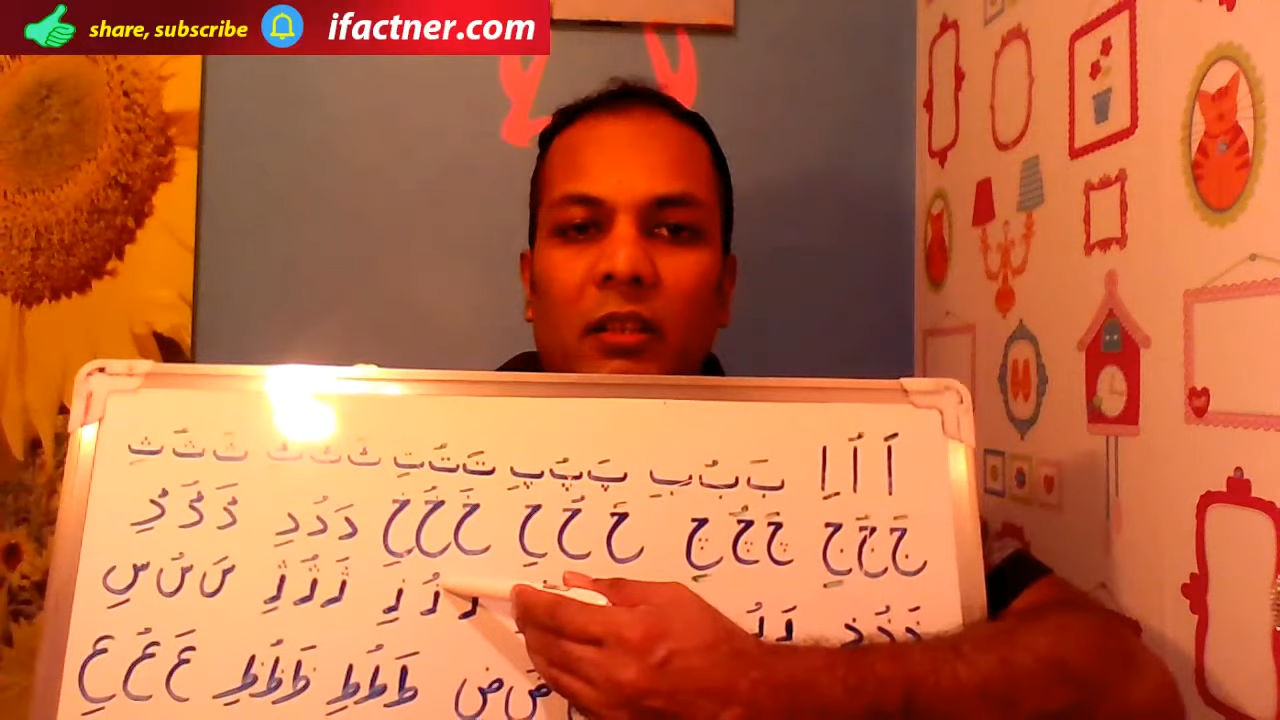 share, subscribe ifactner.com
اَ اُ اِ بَ بُ بِ پَ پُ پِ تَ تُ تِ ٹَ ٹُ ٹِ ثَ ثُ ثِ
جَ جُ جِ چَ چُ چِ حَ حُ حِ خَ خُ خِ دَ دُ دِ ڈَ ڈُ ڈِ
ذَ ذُ ذِ رَ رُ زَ زُ زِ ژَ ژُ ژِ سَ سُ سِ
ضَ ضِ طَ طُ طِ ظَ ظُ ظِ عَ عُ عِ